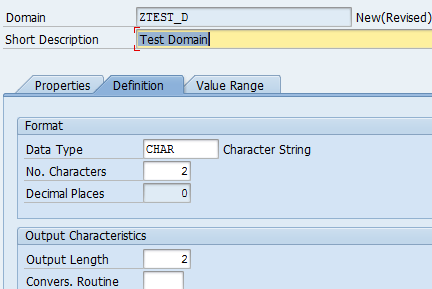 Domain ZTEST_D New(Revised)
Short Description Test Domain
Properties Definition Value Range
Format
Data Type CHAR Character String
No. Characters 2
Decimal Places 0
Output Characteristics
Output Length 2
Convers. Routine